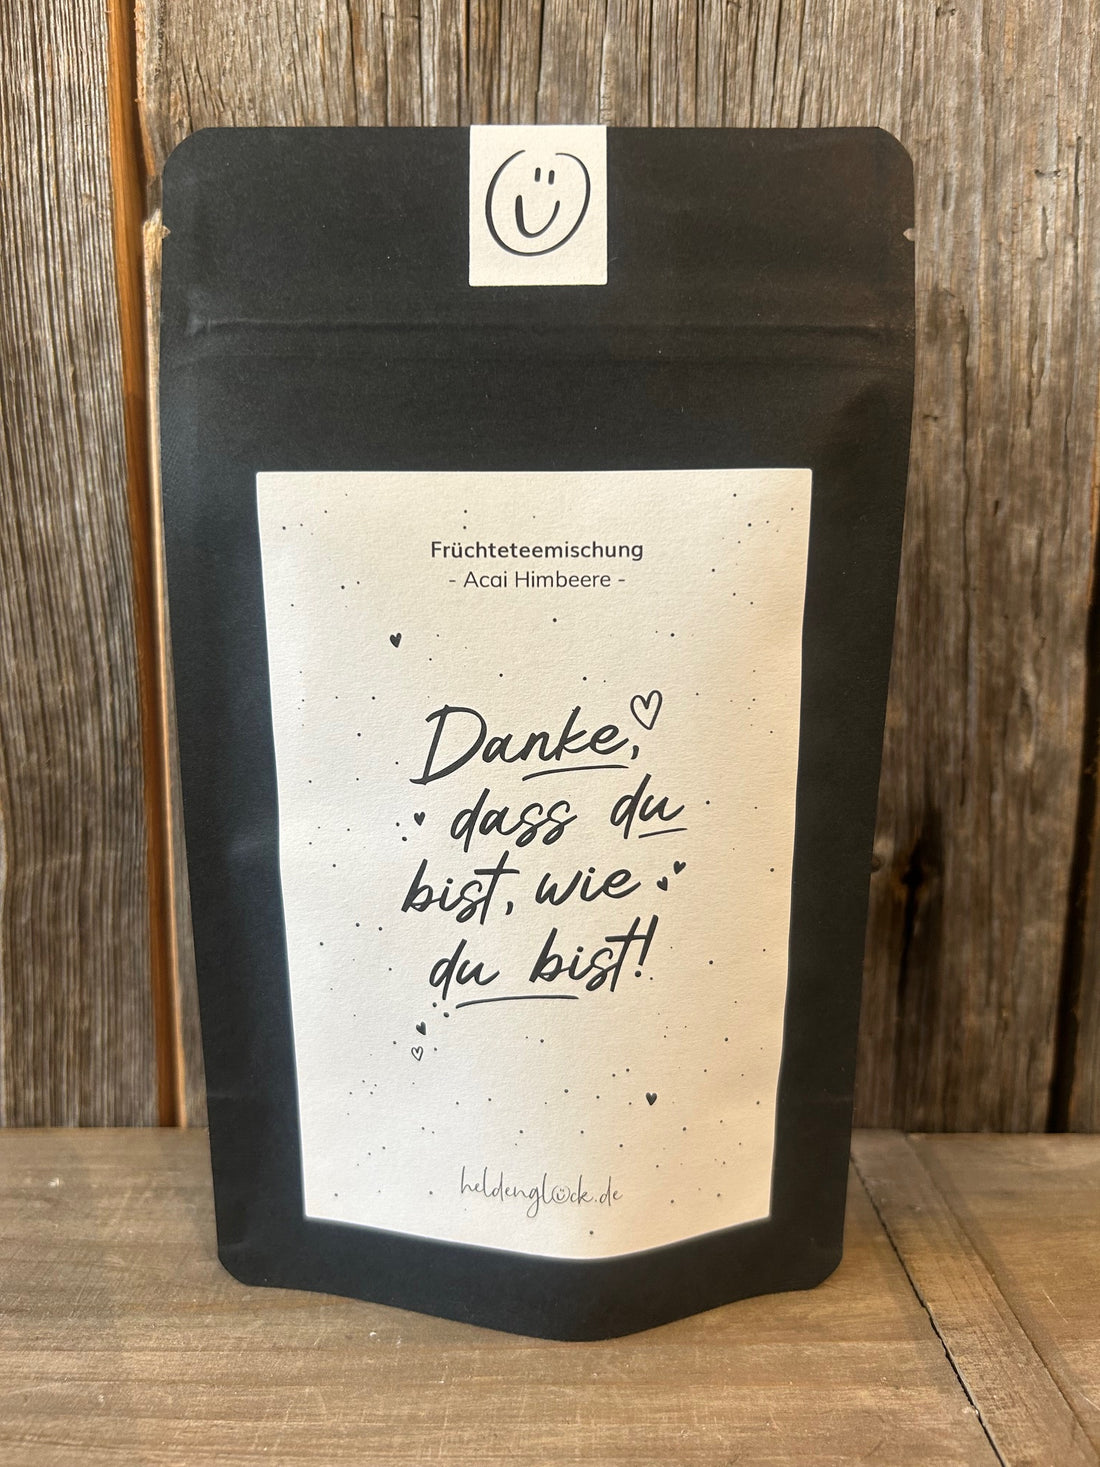 Früchteteemischung
- Acai Himbeere -
Danke,
dass du
bist, wie
du bist!
heldenglück.de